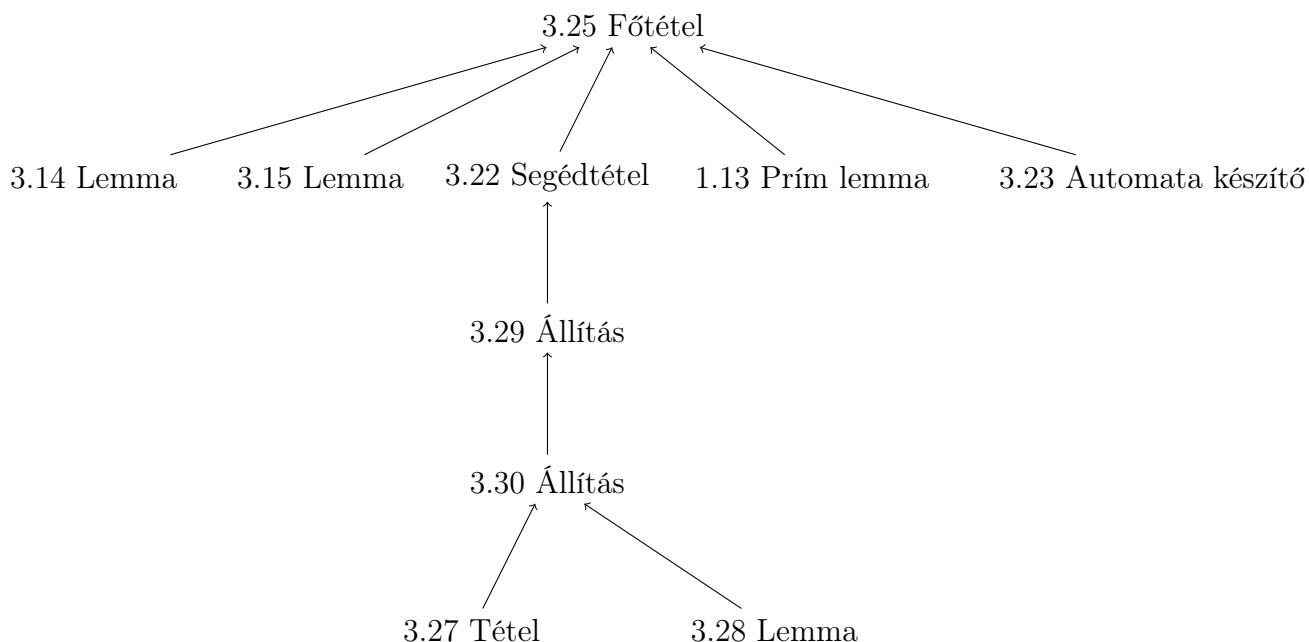 3.25 Főtétel
3.14 Lemma 3.15 Lemma 3.22 Segédtétel 1.13 Prím lemma 3.23 Automata készítő
3.29 Állítás
3.30 Állítás
3.27 Tétel 3.28 Lemma